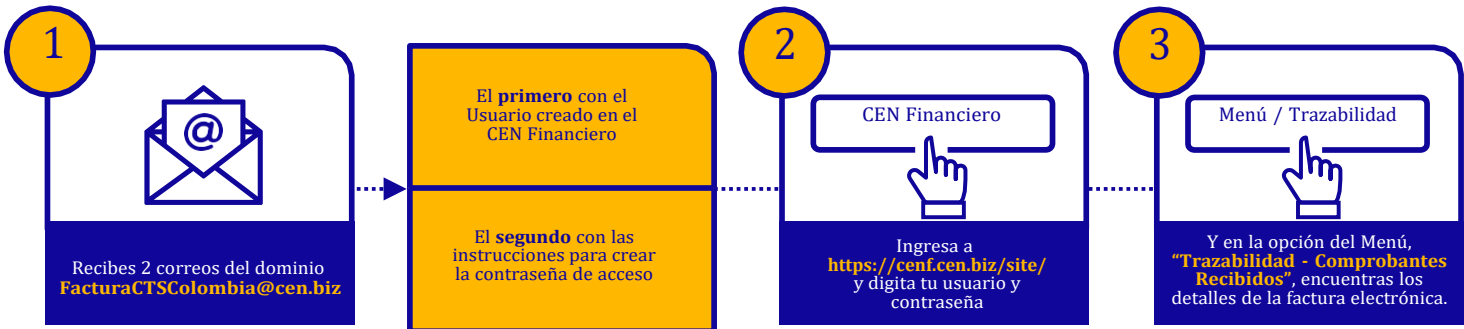 1
@
Recibes 2 correos del dominio
FacturaCTSColombia@cen.biz
El primero con el
Usuario creado en el
CEN Financiero
El segundo con las
instrucciones para crear
la contraseña de acceso
2
CEN Financiero
Ingresa a
https://cenf.cen.biz/site/
y digita tu usuario y
contraseña
3
Menú / Trazabilidad
Y en la opción del Menú,
“Trazabilidad - Comprobantes
Recibidos”, encuentras los
detalles de la factura electrónica.